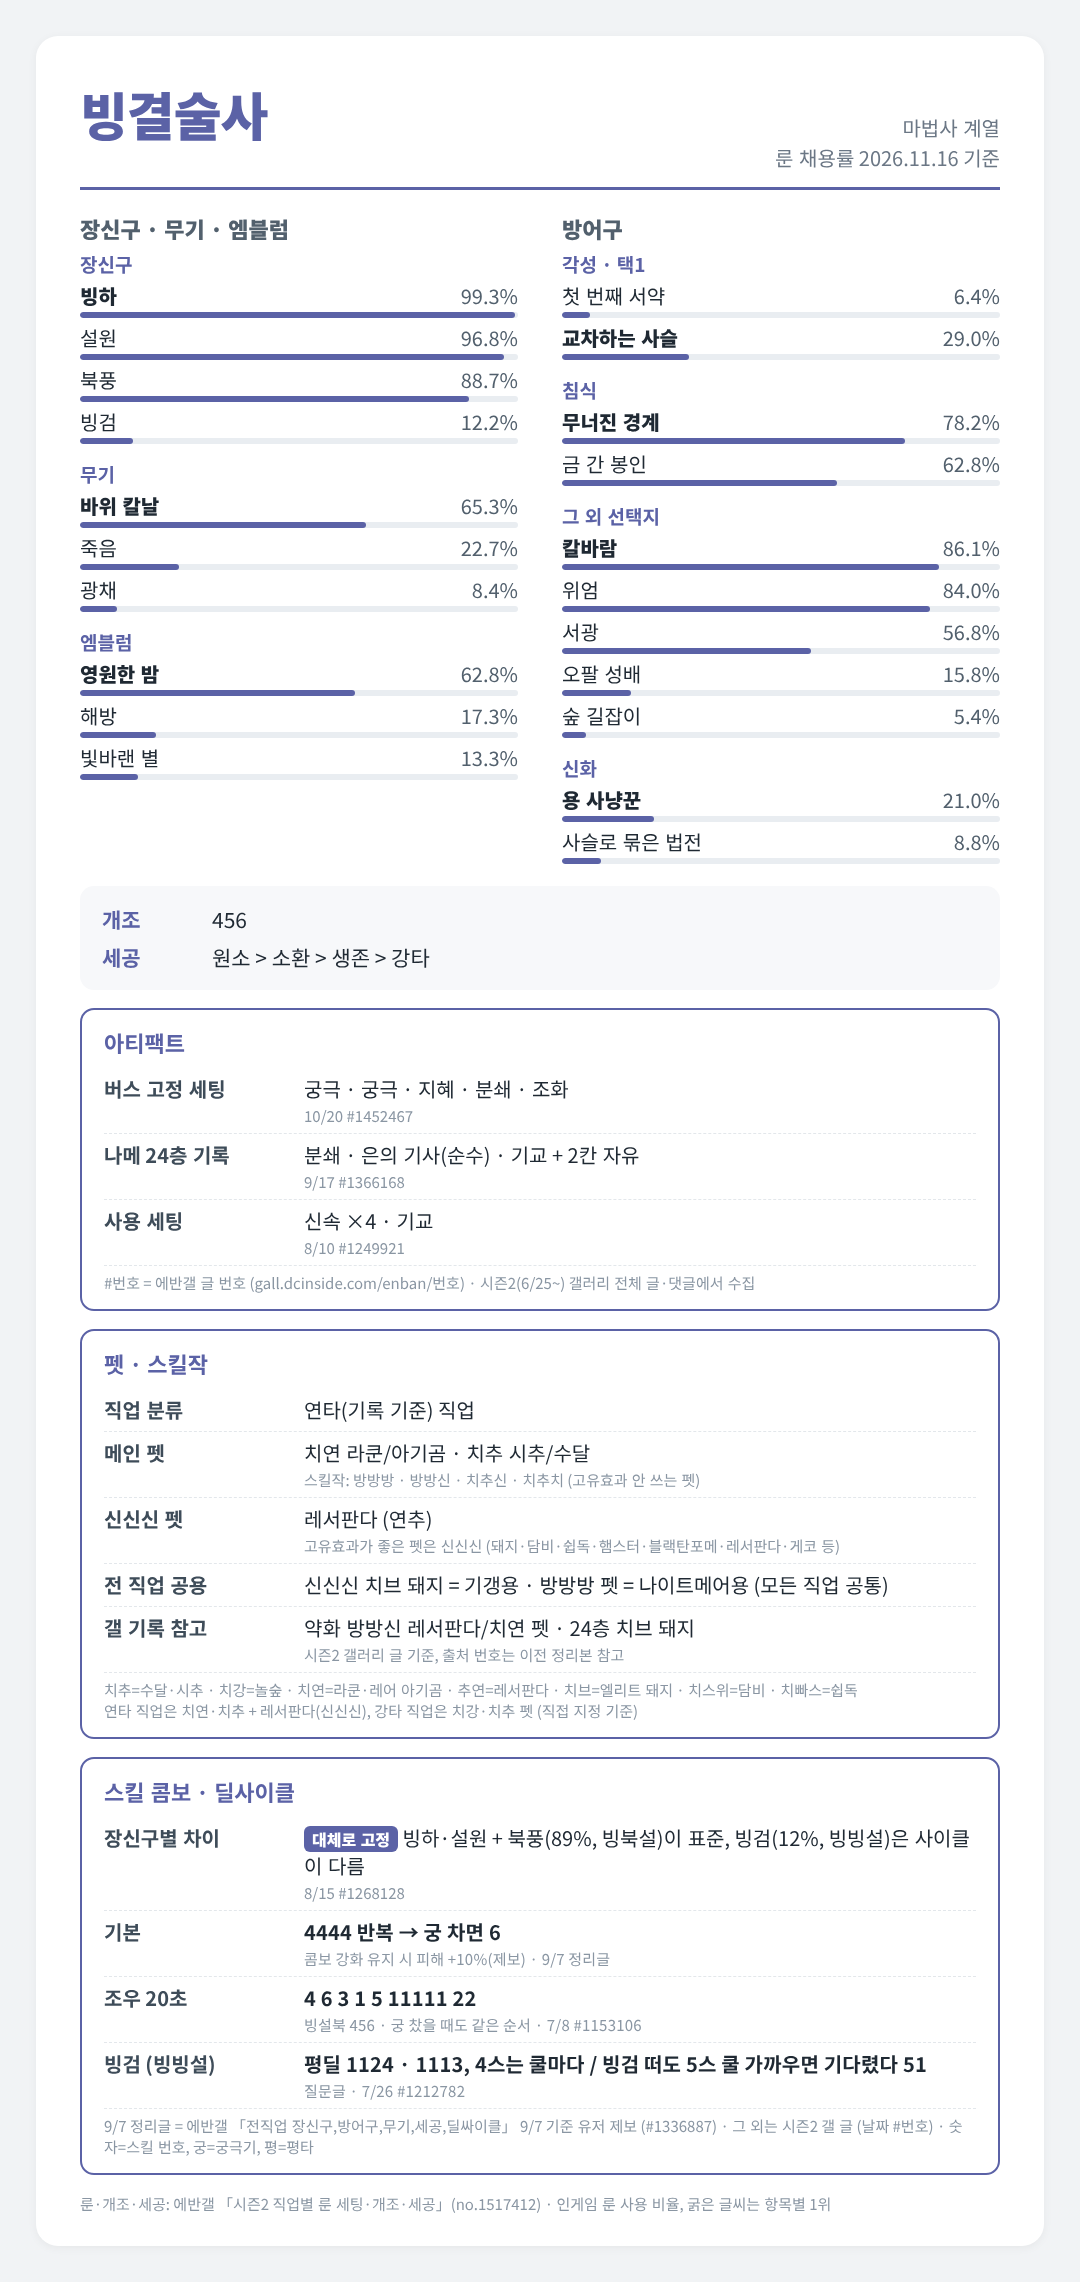 빙결술사
마법사 계열
룬 채용률 2026.11.16 기준
장신구 · 무기 · 엠블럼
장신구
빙하 99.3%
설원 96.8%
북풍 88.7%
빙검 12.2%
무기
바위 칼날 65.3%
죽음 22.7%
광채 8.4%
엠블럼
영원한 밤 62.8%
해방 17.3%
빛바랜 별 13.3%
방어구
각성 · 택1
첫 번째 서약 6.4%
교차하는 사슬 29.0%
침식
무너진 경계 78.2%
금 간 봉인 62.8%
그 외 선택지
칼바람 86.1%
위엄 84.0%
서광 56.8%
오팔 성배 15.8%
숲 길잡이 5.4%
신화
용 사냥꾼 21.0%
사슬로 묶은 법전 8.8%
개조 456
세공 원소 > 소환 > 생존 > 강타
아티팩트
버스 고정 세팅 궁극 · 궁극 · 지혜 · 분쇄 · 조화
10/20 #1452467
나메 24층 기록 분쇄 · 은의 기사(순수) · 기교 + 2칸 자유
9/17 #1366168
사용 세팅 신속 ×4 · 기교
8/10 #1249921
#번호 = 에반갤 글 번호 (gall.dcinside.com/enban/번호) · 시즌2(6/25~) 갤러리 전체 글·댓글에서 수집
펫 · 스킬작
직업 분류 연타(기록 기준) 직업
메인 펫 치연 라쿤/아기곰 · 치추 시추/수달
스킬작: 방방방 · 방방신 · 치추신 · 치추치 (고유효과 안 쓰는 펫)
신신신 펫 레서판다 (연추)
고유효과가 좋은 펫은 신신신 (돼지·담비·쉽독·햄스터·블랙탄포메·레서판다·게코 등)
전 직업 공용 신신신 치브 돼지 = 기갱용 · 방방방 펫 = 나이트메어용 (모든 직업 공통)
갤 기록 참고 약화 방방신 레서판다/치연 펫 · 24층 치브 돼지
시즌2 갤러리 글 기준, 출처 번호는 이전 정리본 참고
치추=수달·시추 · 치강=놀숲 · 치연=라쿤·레어 아기곰 · 추연=레서판다 · 치브=엘리트 돼지 · 치스위=담비 · 치빠스=쉽독
연타 직업은 치연·치추 + 레서판다(신신신), 강타 직업은 치강·치추 펫 (직접 지정 기준)
스킬 콤보 · 딜사이클
장신구별 차이 대체로 고정 빙하·설원 + 북풍(89%, 빙북설)이 표준, 빙검(12%, 빙빙설)은 사이클
이 다름
8/15 #1268128
기본 4444 반복 → 궁 차면 6
콤보 강화 유지 시 피해 +10%(제보) · 9/7 정리글
조우 20초 4 6 3 1 5 11111 22
빙설북 456 · 궁 찼을 때도 같은 순서 · 7/8 #1153106
빙검 (빙빙설) 평딜 1124 · 1113, 4스는 쿨마다 / 빙검 떠도 5스 쿨 가까우면 기다렸다 51
질문글 · 7/26 #1212782
9/7 정리글 = 에반갤 「전직업 장신구,방어구,무기,세공,딜싸이클」 9/7 기준 유저 제보 (#1336887) · 그 외는 시즌2 갤 글 (날짜 #번호) · 숫
자=스킬 번호, 궁=궁극기, 평=평타
룬·개조·세공: 에반갤 「시즌2 직업별 룬 세팅·개조·세공」(no.1517412) · 인게임 룬 사용 비율, 굵은 글씨는 항목별 1위